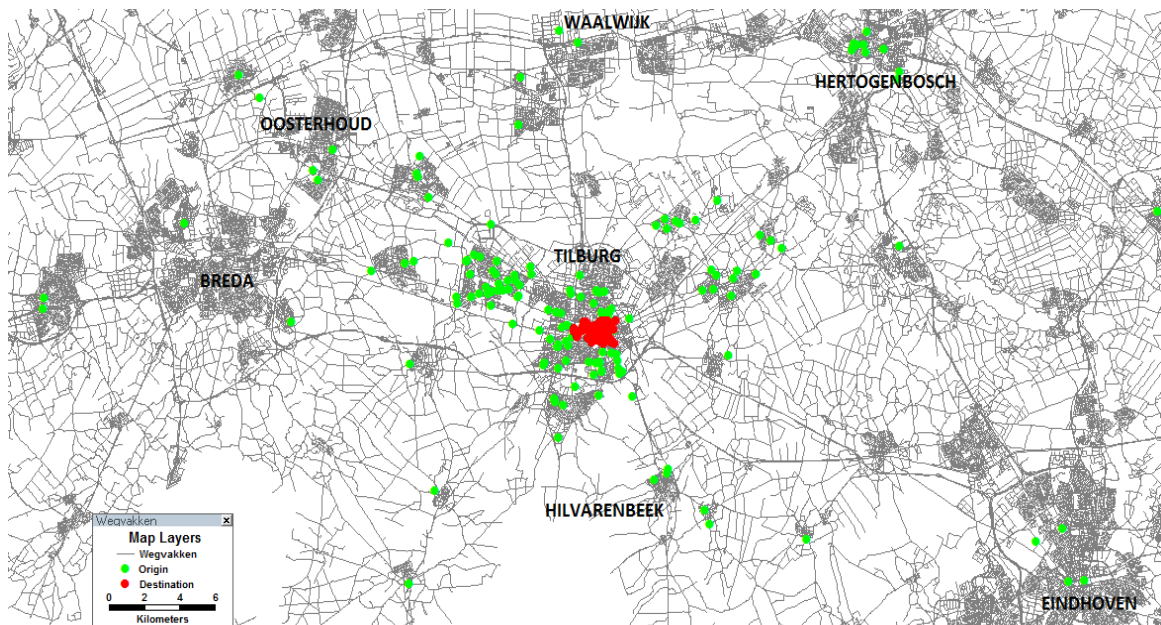 WAALWIJK
HERTOGENBOSCH
OOSTERHOUD
TILBURG
BREDA
HILVARENBEEK
EINDHOVEN
Wegvakken x
Map Layers
Wegvakken
Origin
Destination
0 2 4 6
Kilometers